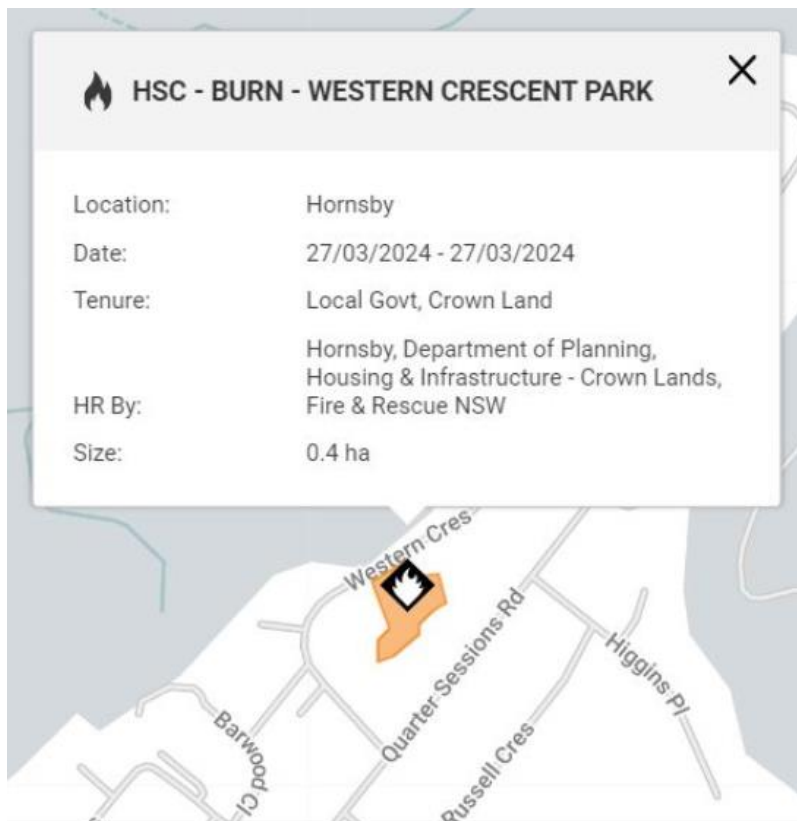 HSC - BURN - WESTERN CRESCENT PARK
Location: Hornsby
Date: 27/03/2024 - 27/03/2024
Tenure: Local Govt, Crown Land
Hornsby, Department of Planning,
Housing & Infrastructure - Crown Lands,
HR By: Fire & Rescue NSW
Size: 0.4 ha
Western Cres
Quarter Sessions Rd
Higgins Pl
Barwood Cl
Russell Cres